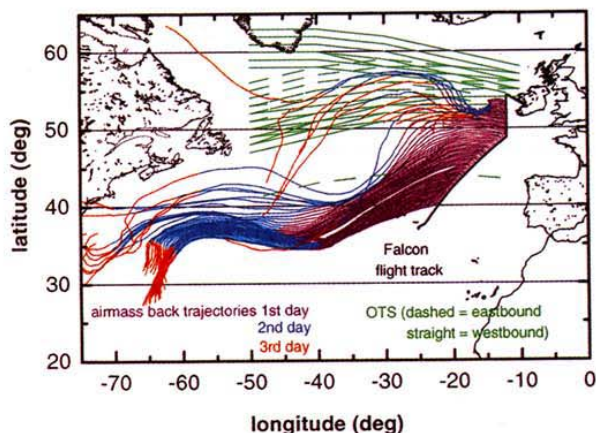 latitude (deg)
60
50
40
30
20
Falcon
flight track
airmass back trajectories 1st day
2nd day
3rd day
OTS (dashed = eastbound
straight = westbound)
-70 -60 -50 -40 -30 -20 -10 0
longitude (deg)